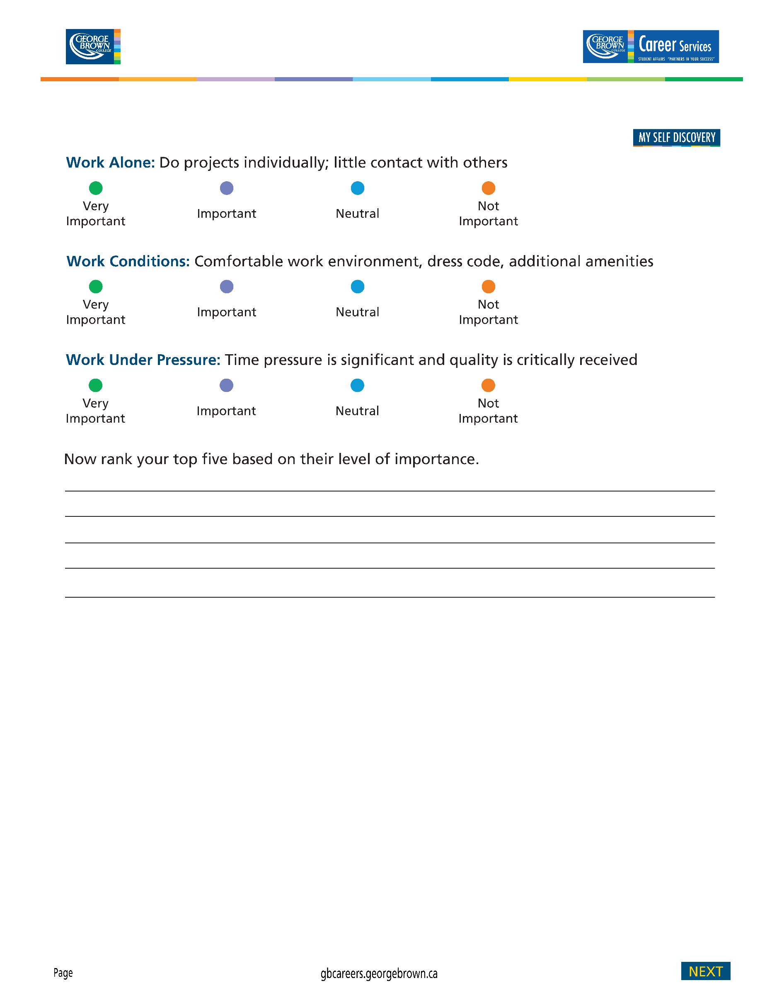 GEORGE
BROWN
COLLEGE
GEORGE
BROWN
COLLEGE
Career Services
STUDENT AFFAIRS "PARTNERS IN YOUR SUCCESS"
MY SELF DISCOVERY
Work Alone: Do projects individually; little contact with others
Very
Important
Important
Neutral
Not
Important
Work Conditions: Comfortable work environment, dress code, additional amenities
Very
Important
Important
Neutral
Not
Important
Work Under Pressure: Time pressure is significant and quality is critically received
Very
Important
Important
Neutral
Not
Important
Now rank your top five based on their level of importance.
Page
gbcareers.georgebrown.ca
NEXT